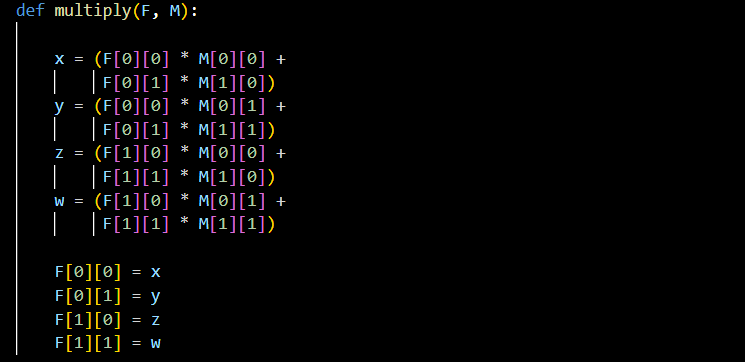 def multiply(F, M):
x = (F[0][0] * M[0][0] +
F[0][1] * M[1][0])
y = (F[0][0] * M[0][1] +
F[0][1] * M[1][1])
z = (F[1][0] * M[0][0] +
F[1][1] * M[1][0])
w = (F[1][0] * M[0][1] +
F[1][1] * M[1][1])
F[0][0] = x
F[0][1] = y
F[1][0] = z
F[1][1] = w